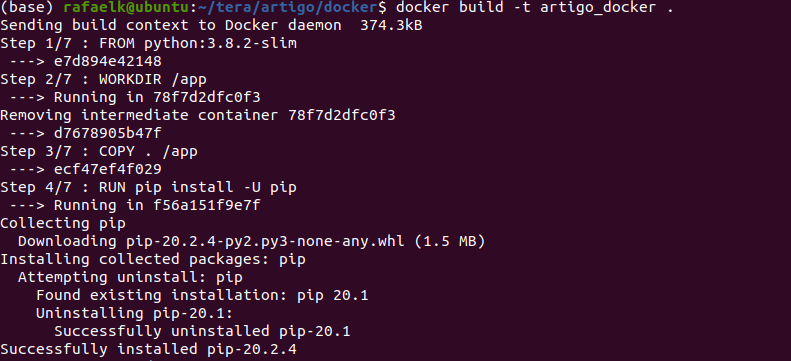 (base) rafaelk@ubuntu:~/tera/artigo/docker$ docker build -t artigo_docker .
Sending build context to Docker daemon  374.3kB
Step 1/7 : FROM python:3.8.2-slim
 ---> e7d894e42148
Step 2/7 : WORKDIR /app
 ---> Running in 78f7d2dfc0f3
Removing intermediate container 78f7d2dfc0f3
 ---> d7678905b47f
Step 3/7 : COPY . /app
 ---> ecf47ef4f029
Step 4/7 : RUN pip install -U pip
 ---> Running in f56a151f9e7f
Collecting pip
  Downloading pip-20.2.4-py2.py3-none-any.whl (1.5 MB)
Installing collected packages: pip
  Attempting uninstall: pip
    Found existing installation: pip 20.1
    Uninstalling pip-20.1:
      Successfully uninstalled pip-20.1
Successfully installed pip-20.2.4